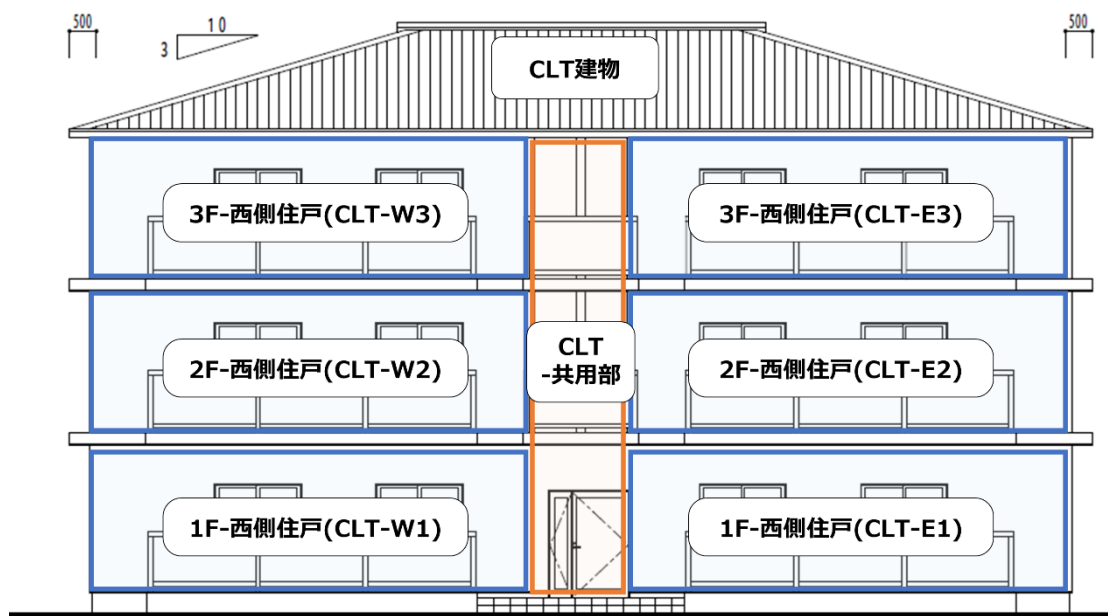 500
10
500
3
CLT建物
3F-西側住戸(CLT-W3)
3F-西側住戸(CLT-E3)
2F-西側住戸(CLT-W2)
CLT
-共用部
2F-西側住戸(CLT-E2)
1F-西側住戸(CLT-W1)
1F-西側住戸(CLT-E1)